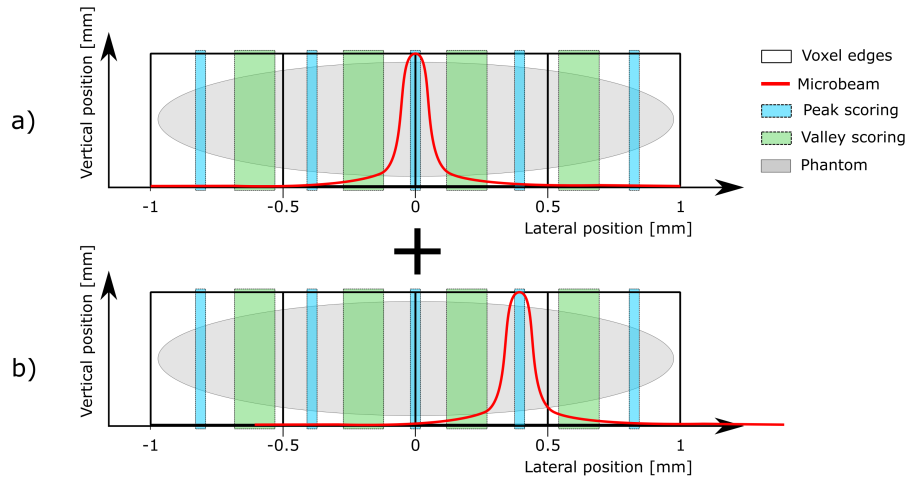 a)
Vertical position [mm]
-1 -0.5 0 0.5 1
Lateral position [mm]
Voxel edges
Microbeam
Peak scoring
Valley scoring
Phantom
+
b)
Vertical position [mm]
-1 -0.5 0 0.5 1
Lateral position [mm]